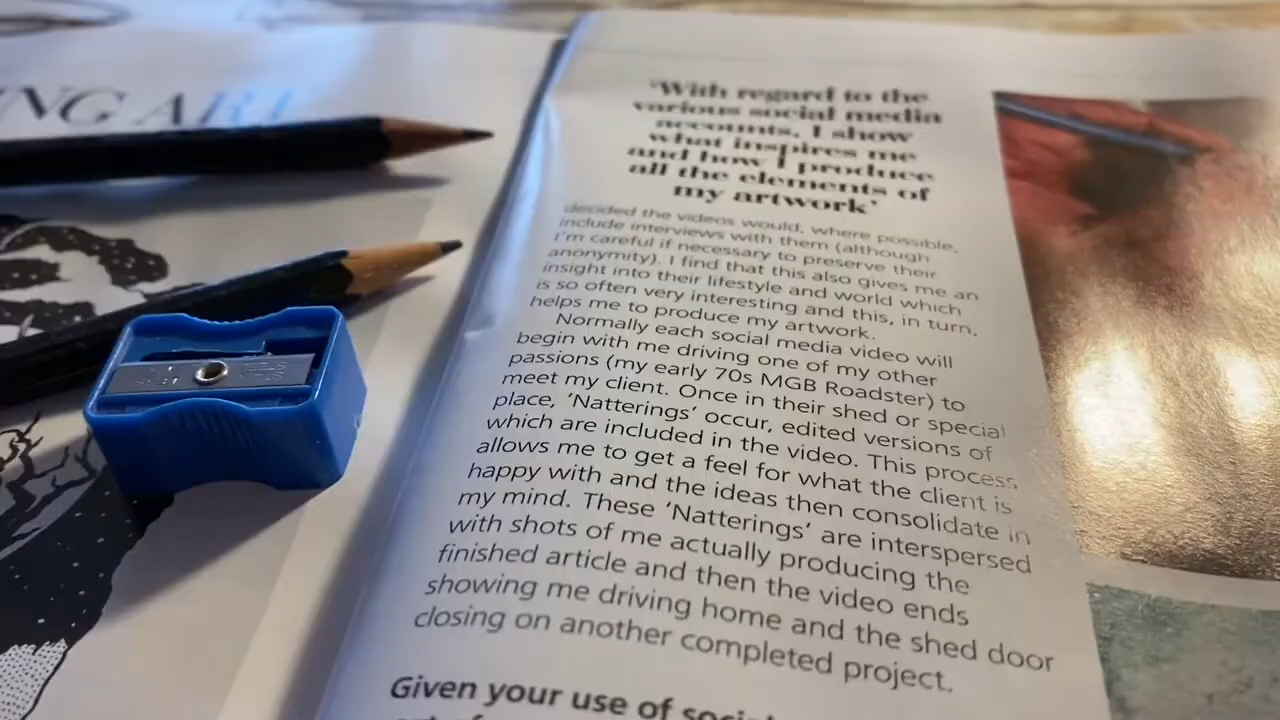 NG ART
'With regard to the
various social media
accounts, I show
what inspires me
and how I produce
all the elements of
my artwork'
decided the videos would, where possible,
include interviews with them (although
I'm careful if necessary to preserve their
anonymity). I find that this also gives me an
insight into their lifestyle and world which
is so often very interesting and this, in turn,
helps me to produce my artwork.
Normally each social media video will
begin with me driving one of my other
passions (my early 70s MGB Roadster) to
meet my client. Once in their shed or special
place, 'Natterings' occur, edited versions of
which are included in the video. This process
allows me to get a feel for what the client is
happy with and the ideas then consolidate in
my mind. These 'Natterings' are interspersed
with shots of me actually producing the
finished article and then the video ends
showing me driving home and the shed door
closing on another completed project.
Given your use of social